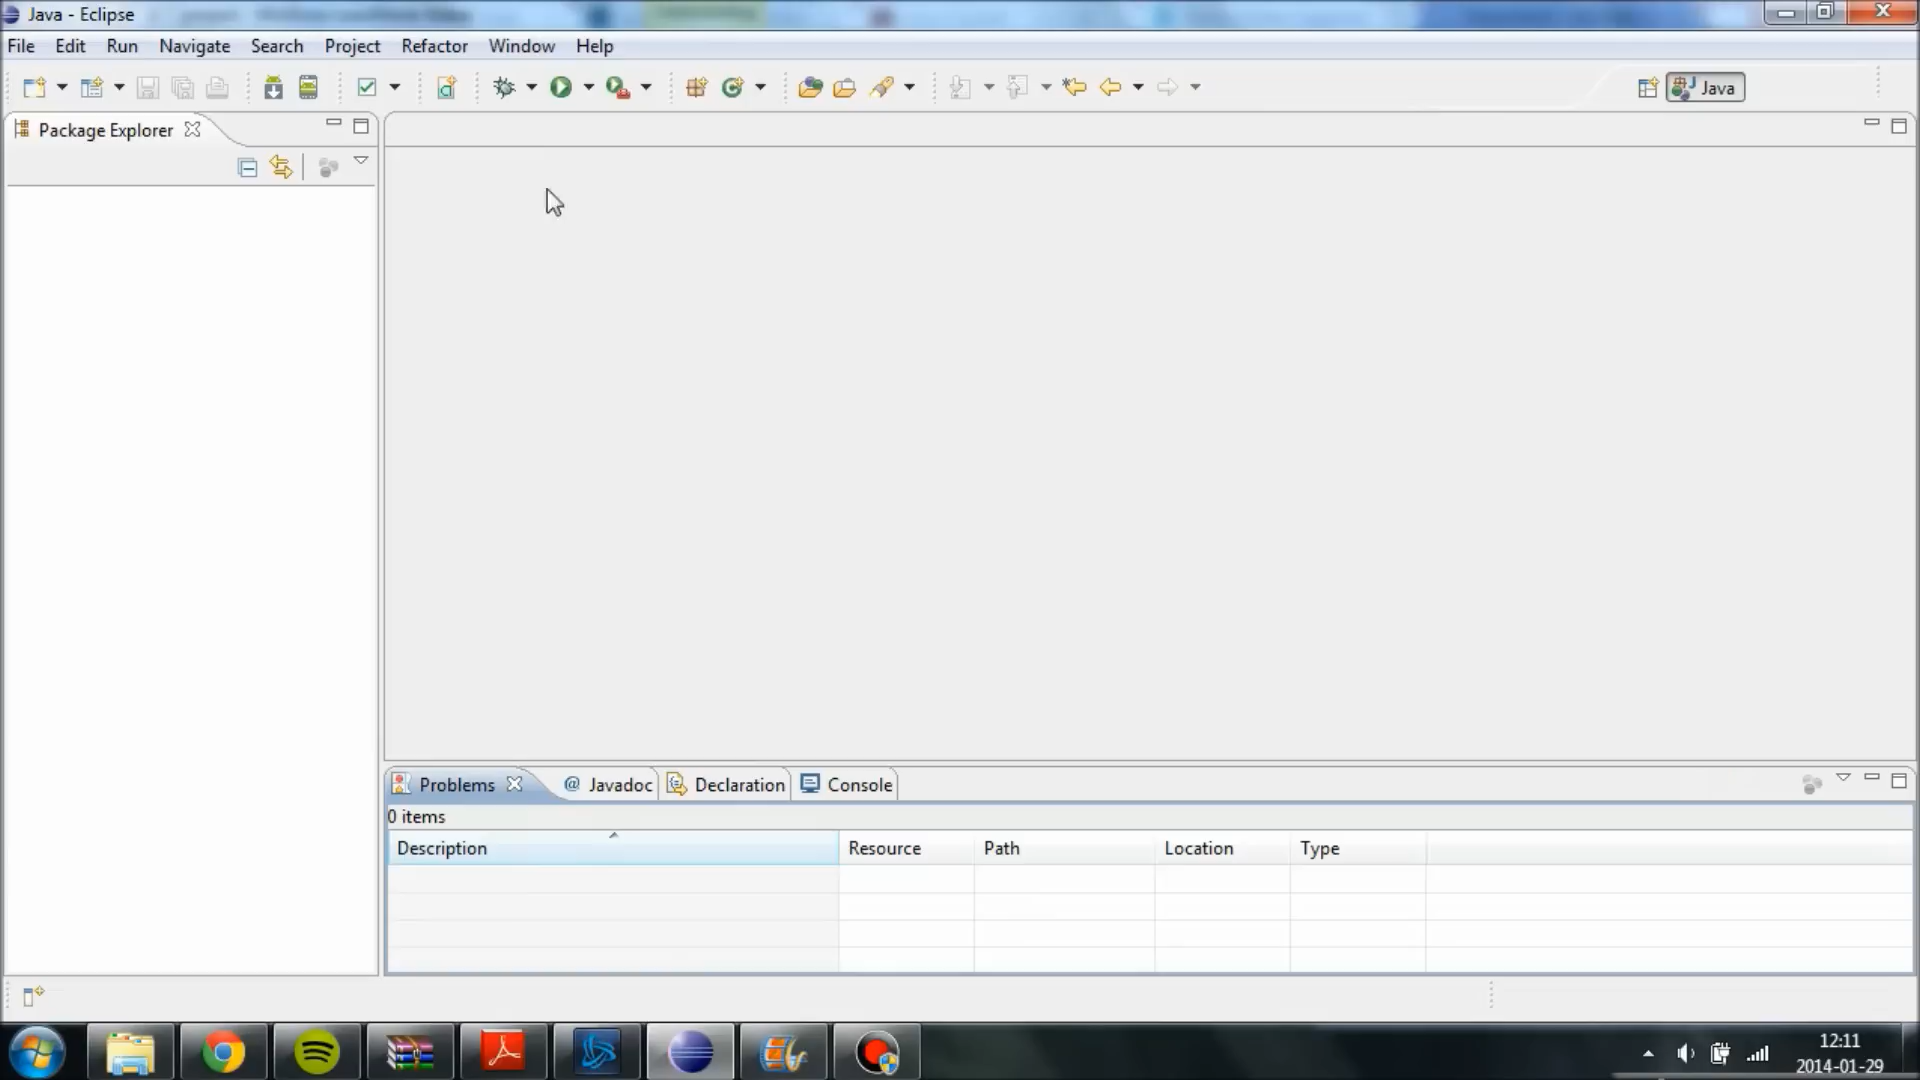 Java - Eclipse
File Edit Run Navigate Search Project Refactor Window Help
Java
Package Explorer
Problems @ Javadoc Declaration Console
0 items
Description Resource Path Location Type
12:11
2014-01-29